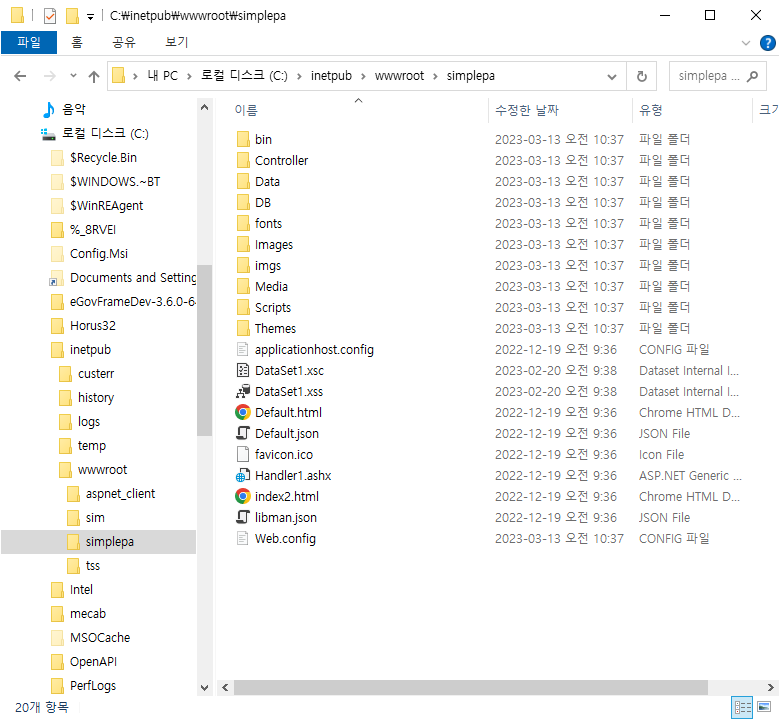 C:₩inetpub₩wwwroot₩simplepa
파일 홈 공유 보기
내 PC › 로컬 디스크 (C:) › inetpub › wwwroot › simplepa simplepa ...
음악
로컬 디스크 (C:)
$Recycle.Bin
$WINDOWS.~BT
$WinREAgent
%_8RVEI
Config.Msi
Documents and Setting
eGovFrameDev-3.6.0-6
Horus32
inetpub
custerr
history
logs
temp
wwwroot
aspnet_client
sim
simplepa
tss
Intel
mecab
MSOCache
OpenAPI
PerfLogs
이름 수정한 날짜 유형 크기
bin 2023-03-13 오전 10:37 파일 폴더
Controller 2023-03-13 오전 10:37 파일 폴더
Data 2023-03-13 오전 10:37 파일 폴더
DB 2023-03-13 오전 10:37 파일 폴더
fonts 2023-03-13 오전 10:37 파일 폴더
Images 2023-03-13 오전 10:37 파일 폴더
imgs 2023-03-13 오전 10:37 파일 폴더
Media 2023-03-13 오전 10:37 파일 폴더
Scripts 2023-03-13 오전 10:37 파일 폴더
Themes 2023-03-13 오전 10:37 파일 폴더
applicationhost.config 2022-12-19 오전 9:36 CONFIG 파일
DataSet1.xsc 2023-02-20 오전 9:38 Dataset Internal I...
DataSet1.xss 2023-02-20 오전 9:38 Dataset Internal I...
Default.html 2022-12-19 오전 9:36 Chrome HTML D...
Default.json 2022-12-19 오전 9:36 JSON File
favicon.ico 2022-12-19 오전 9:36 Icon File
Handler1.ashx 2022-12-19 오전 9:36 ASP.NET Generic ...
index2.html 2022-12-19 오전 9:36 Chrome HTML D...
libman.json 2022-12-19 오전 9:36 JSON File
Web.config 2023-03-13 오전 10:37 CONFIG 파일
20개 항목